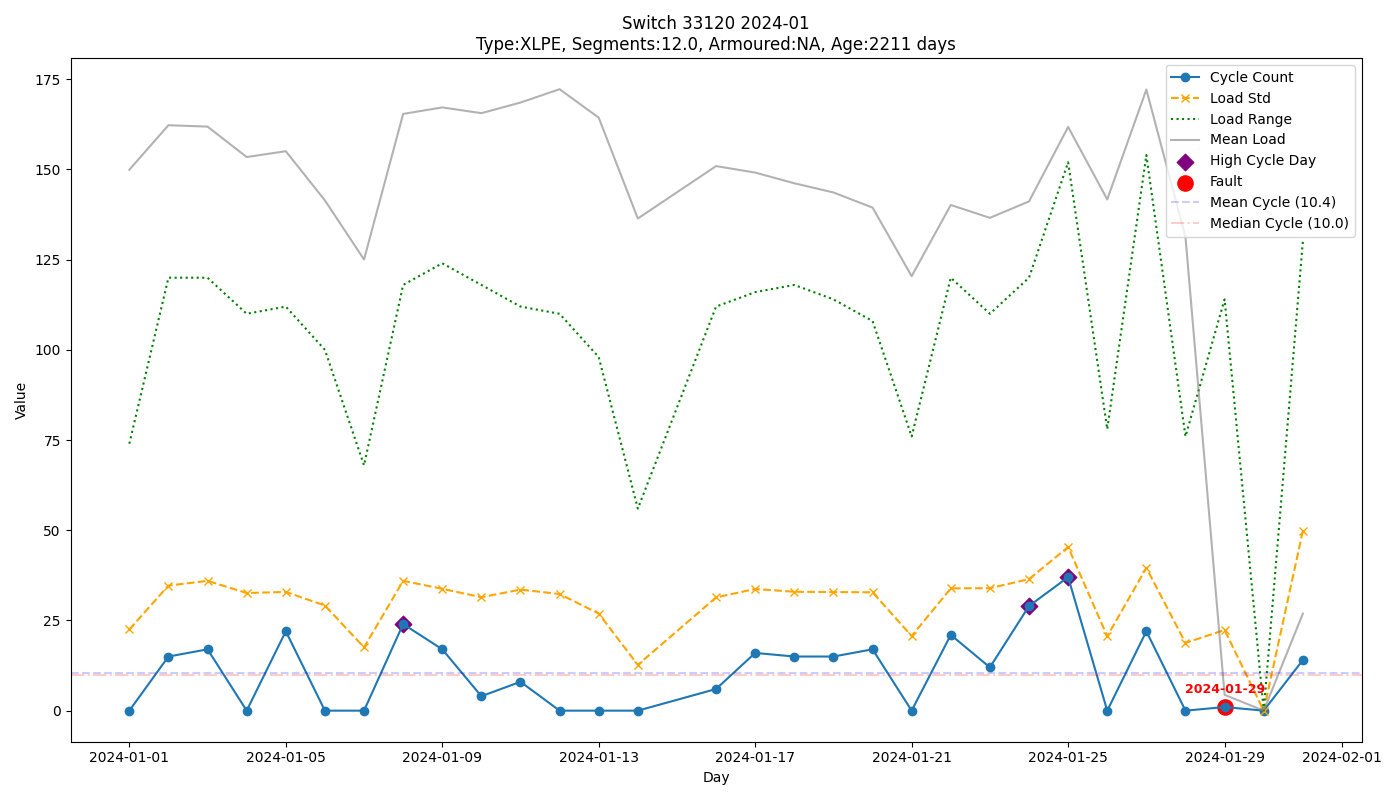 Switch 33120 2024-01
Type:XLPE, Segments:12.0, Armoured:NA, Age:2211 days
Value
175
150
125
100
75
50
25
0
Cycle Count
Load Std
Load Range
Mean Load
High Cycle Day
Fault
Mean Cycle (10.4)
Median Cycle (10.0)
2024-01-29
2024-01-01
2024-01-05
2024-01-09
2024-01-13
2024-01-17
2024-01-21
2024-01-25
2024-01-29
2024-02-01
Day